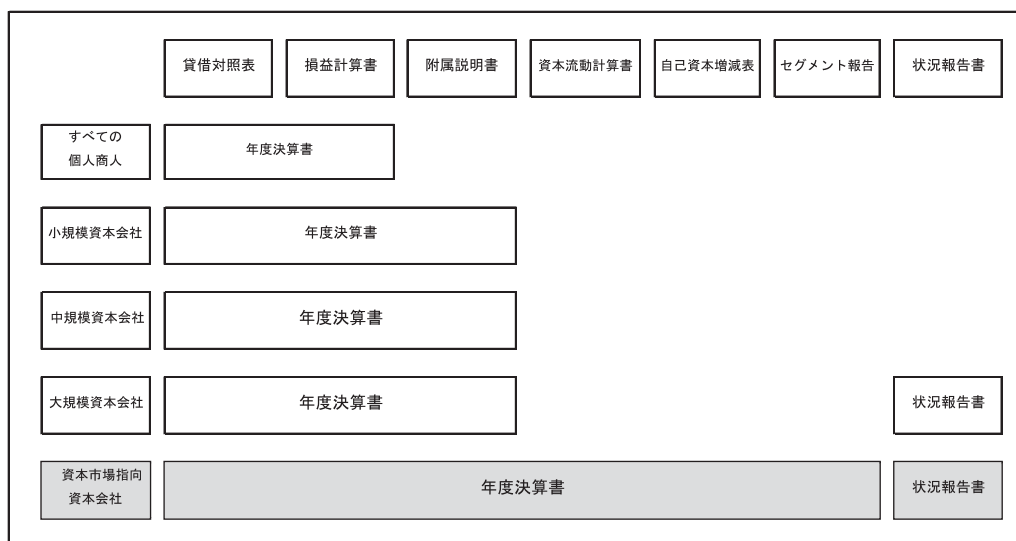 貸借対照表
損益計算書
附属説明書
資本流動計算書
自己資本増減表
セグメント報告
状況報告書
すべての
個人商人
年度決算書
小規模資本会社
年度決算書
中規模資本会社
年度決算書
大規模資本会社
年度決算書
状況報告書
資本市場指向
資本会社
年度決算書
状況報告書